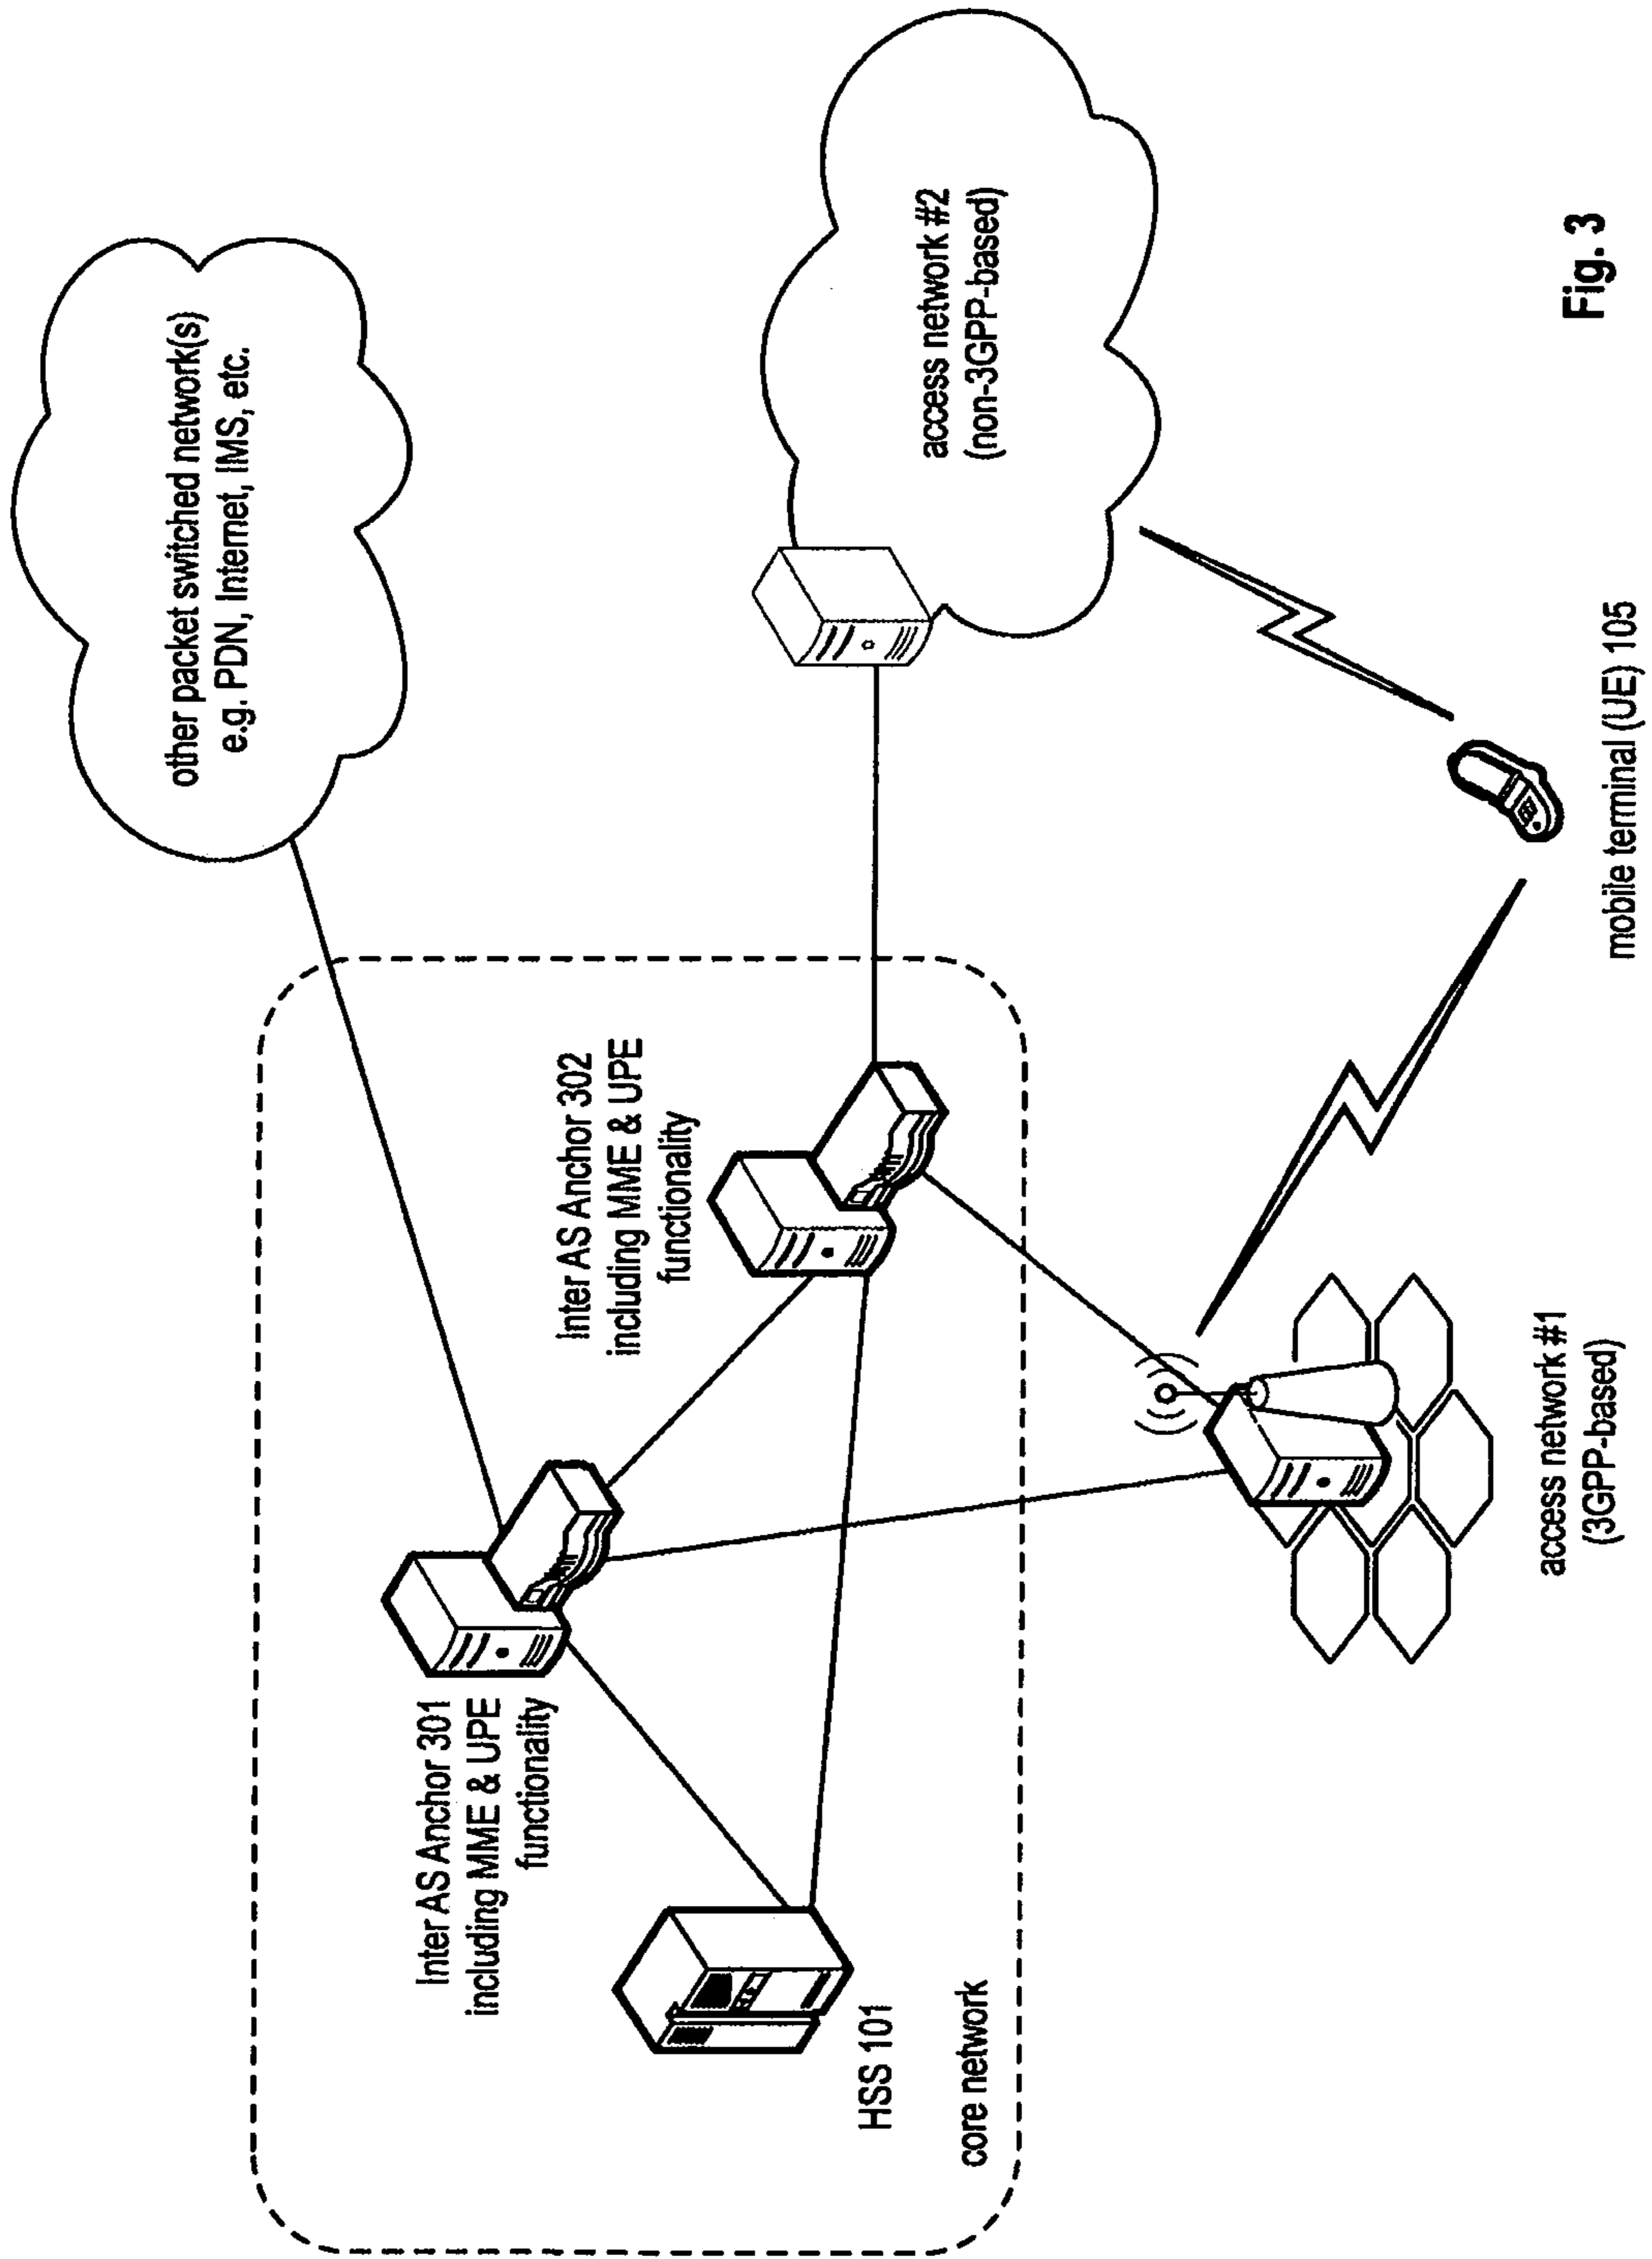 other packet switched network(s)
e.g. PDN, Internet, IMS, etc.
Inter AS Anchor 301
including MME & UPE
functionality
Inter AS Anchor 302
including MME & UPE
functionality
access network #2
(non-3GPP-based)
HSS 101
core network
access network #1
(3GPP-based)
mobile terminal (UE) 105
Fig. 3